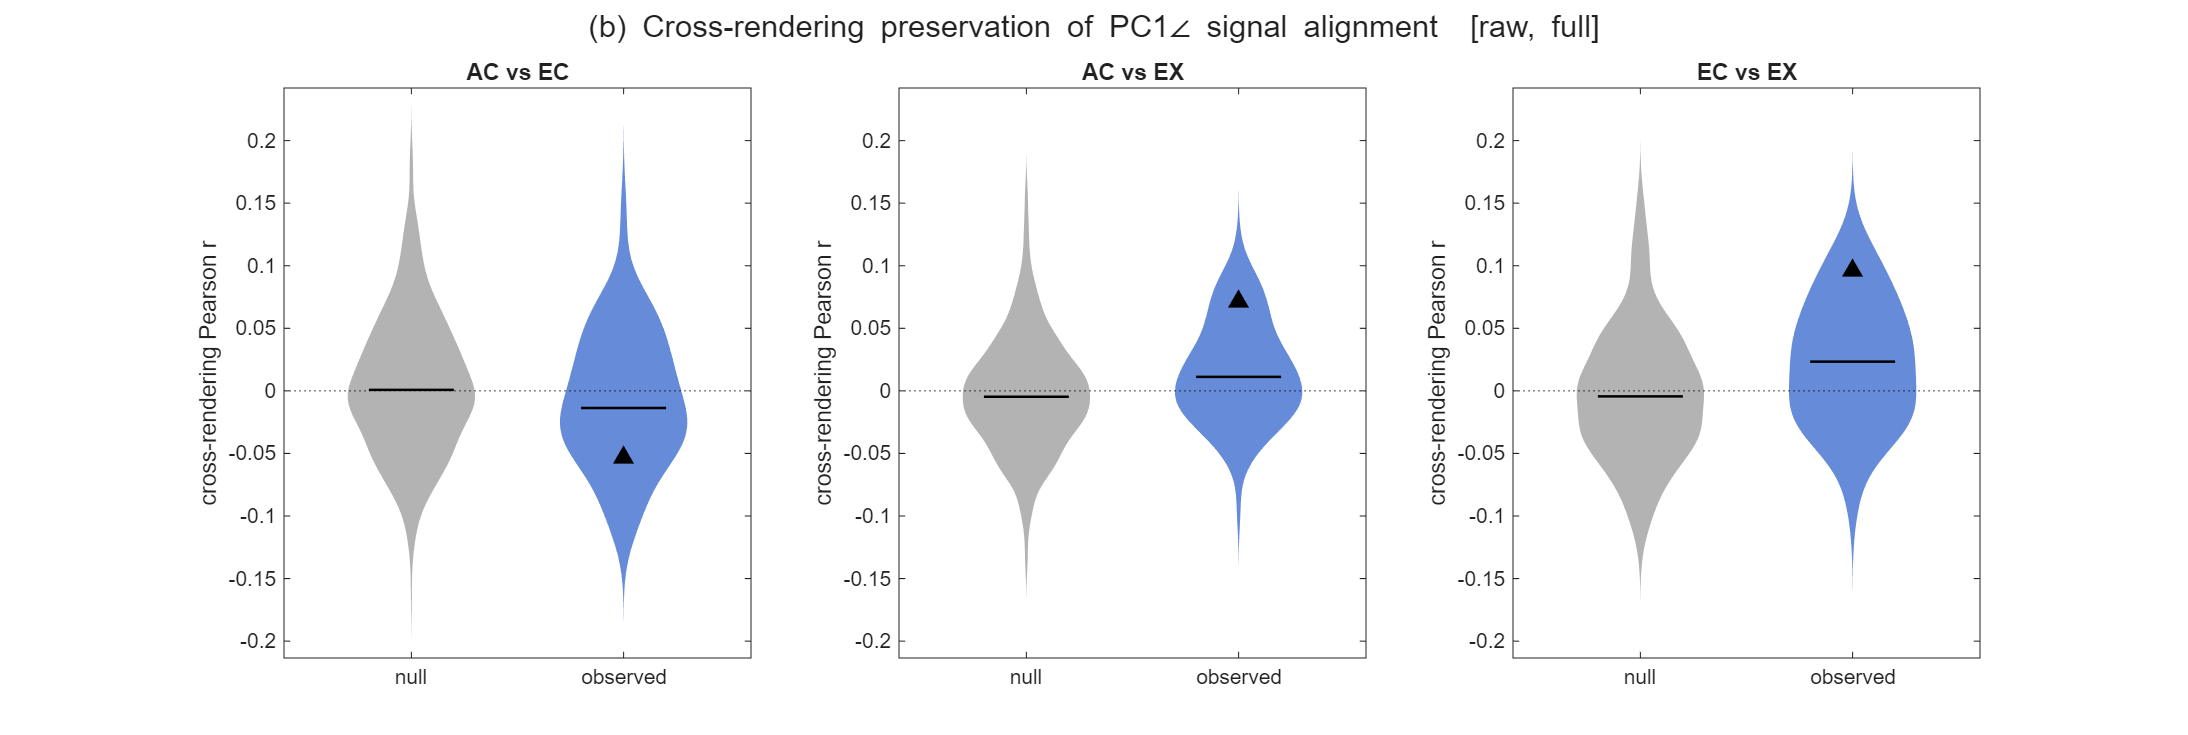 (b) Cross-rendering preservation of PC1∠ signal alignment [raw, full]
AC vs EC
cross-rendering Pearson r
0.2
0.15
0.1
0.05
0
-0.05
-0.1
-0.15
-0.2
null observed
AC vs EX
cross-rendering Pearson r
0.2
0.15
0.1
0.05
0
-0.05
-0.1
-0.15
-0.2
null observed
EC vs EX
cross-rendering Pearson r
0.2
0.15
0.1
0.05
0
-0.05
-0.1
-0.15
-0.2
null observed